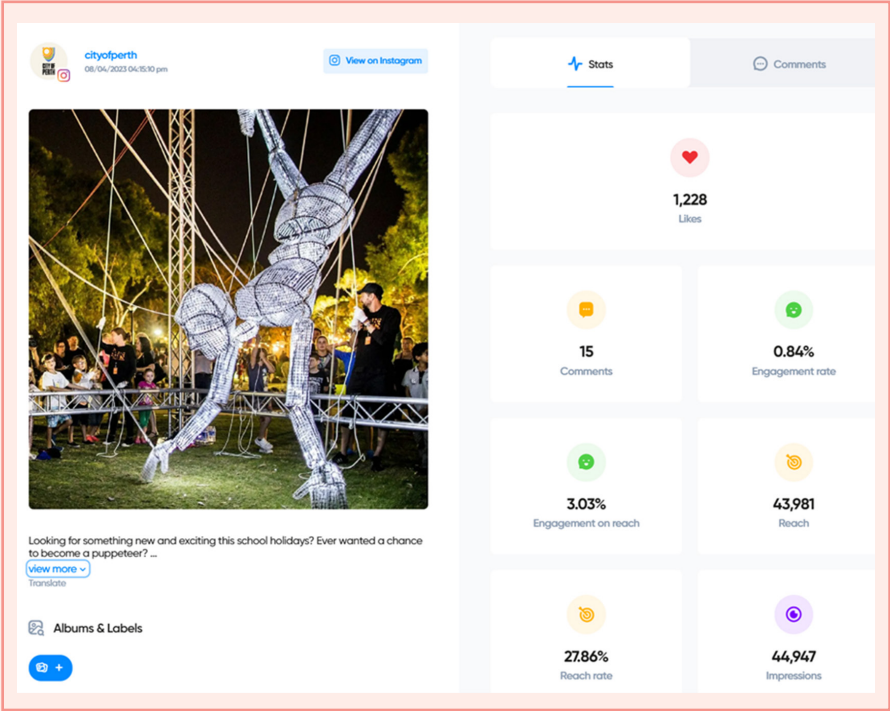 cityofperth
08/04/2023 04:15:10 pm
View on Instagram
CITY OF
PERTH
Looking for something new and exciting this school holidays? Ever wanted a chance
to become a puppeteer? ...
view more
Translate
Albums & Labels
+
Stats
Comments
1,228
Likes
15
Comments
0.84%
Engagement rate
3.03%
Engagement on reach
43,981
Reach
27.86%
Reach rate
44,947
Impressions